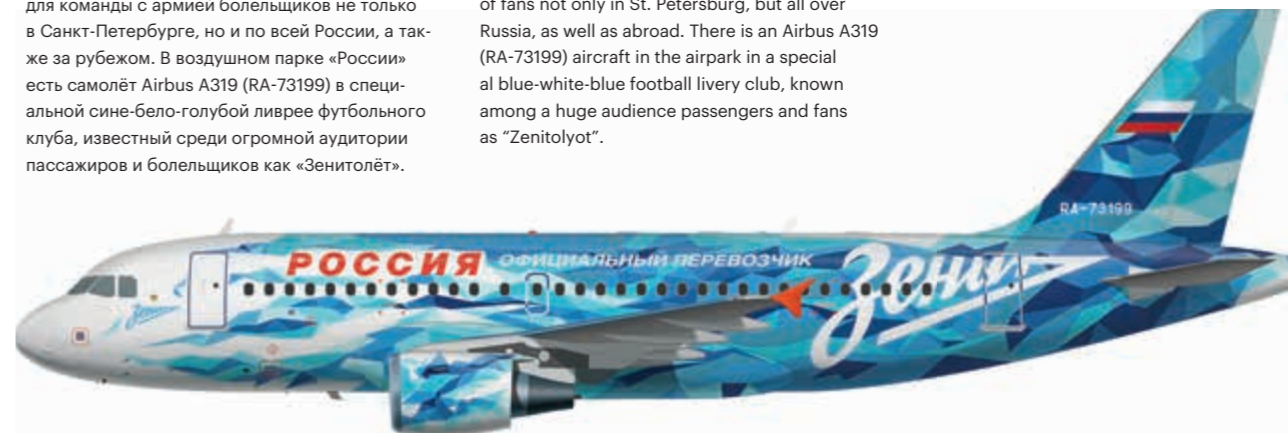 для команды с армией болельщиков не только
в Санкт-Петербурге, но и по всей России, а так-
же за рубежом. В воздушном парке «России»
есть самолёт Airbus A319 (RA-73199) в специ-
альной сине-бело-голубой ливрее футбольного
клуба, известный среди огромной аудитории
пассажиров и болельщиков как «Зенитолёт».
of fans not only in St. Petersburg, but all over
Russia, as well as abroad. There is an Airbus A319
(RA-73199) aircraft in the airpark in a special
al blue-white-blue football livery club, known
among a huge audience passengers and fans
as “Zenitolyot”.
RA-73199
РОССИЯ
ОФИЦИАЛЬНЫЙ ПЕРЕВОЗЧИК
Зенит
Зенит